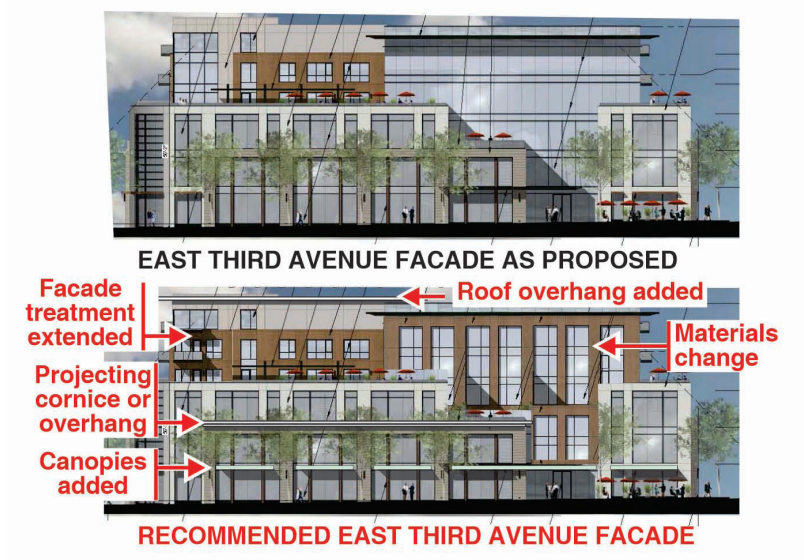 EAST THIRD AVENUE FACADE AS PROPOSED
Facade
treatment
extended
Roof overhang added
Materials
change
Projecting
cornice or
overhang
Canopies
added
RECOMMENDED EAST THIRD AVENUE FACADE